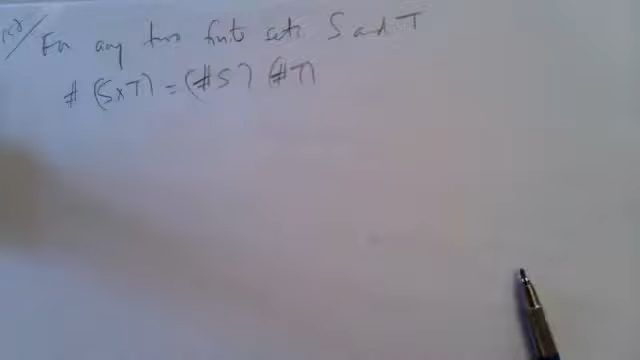 For any two finite sets S and T
# (S×T) = (#S) (#T)